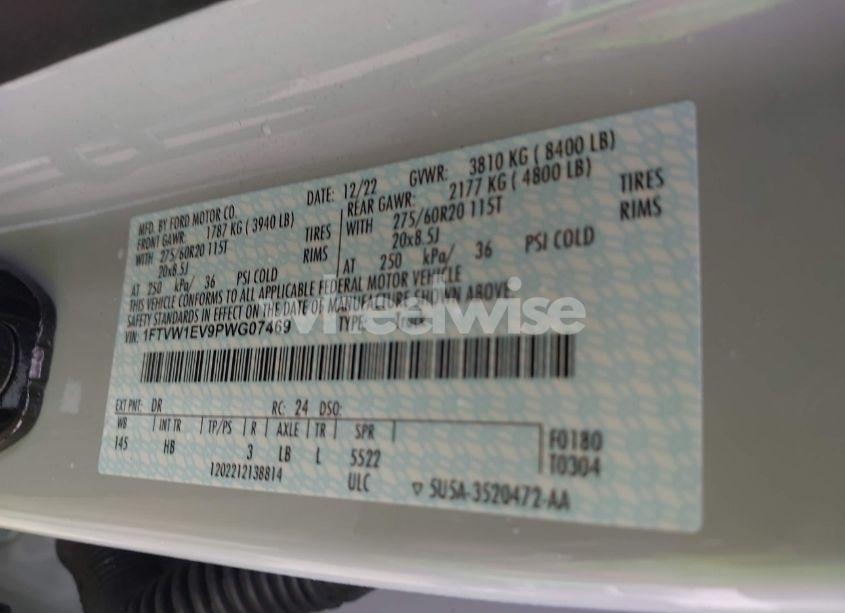 MFD. BY FORD MOTOR CO.
DATE: 12/22 GVWR: 3810 KG ( 8400 LB)
FRONT GAWR: 1787 KG ( 3940 LB) REAR GAWR: 2177 KG ( 4800 LB)
WITH 275/60R20 115T TIRES WITH 275/60R20 115T TIRES
20x8.5J RIMS 20x8.5J RIMS
AT 250 kPa/ 36 PSI COLD AT 250 kPa/ 36 PSI COLD
THIS VEHICLE CONFORMS TO ALL APPLICABLE FEDERAL MOTOR VEHICLE
SAFETY STANDARDS IN EFFECT ON THE DATE OF MANUFACTURE SHOWN ABOVE.
VIN: 1FTVW1EV9PWG07469 TYPE:
wheelwise
EXT PNT: DR RC: 24 DSO:
WB INT TR TP/PS R AXLE TR SPR F0180
145 HB 3 LB L 5522 T0304
1202212138814 ULC ▽ 5U5A-3520472-AA